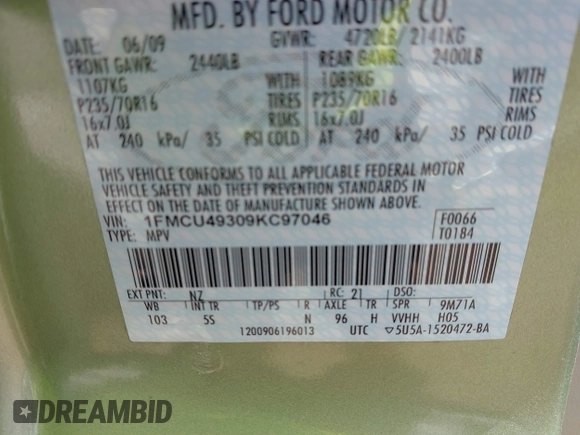 MFD. BY FORD MOTOR CO.
DATE: 06/09 GVWR: 4720LB/ 2141KG
FRONT GAWR: 2440LB REAR GAWR: 2400LB
1107KG WITH 1089KG WITH
P235/70R16 TIRES P235/70R16 TIRES
16x7.0J RIMS 16x7.0J RIMS
AT 240 kPa/ 35 PSI COLD AT 240 kPa/ 35 PSI COLD
THIS VEHICLE CONFORMS TO ALL APPLICABLE FEDERAL MOTOR
VEHICLE SAFETY AND THEFT PREVENTION STANDARDS IN
EFFECT ON THE DATE OF MANUFACTURE SHOWN ABOVE.
VIN: 1FMCU49309KC97046 F0066
TYPE: MPV T0184
EXT PNT: NZ RC: 21 DSO:
WB INT TR TP/PS R AXLE TR SPR 9M71A
103 5S N 96 H VVHH H05
1200906196013 UTC ▽5U5A-1520472-BA
DREAMBID